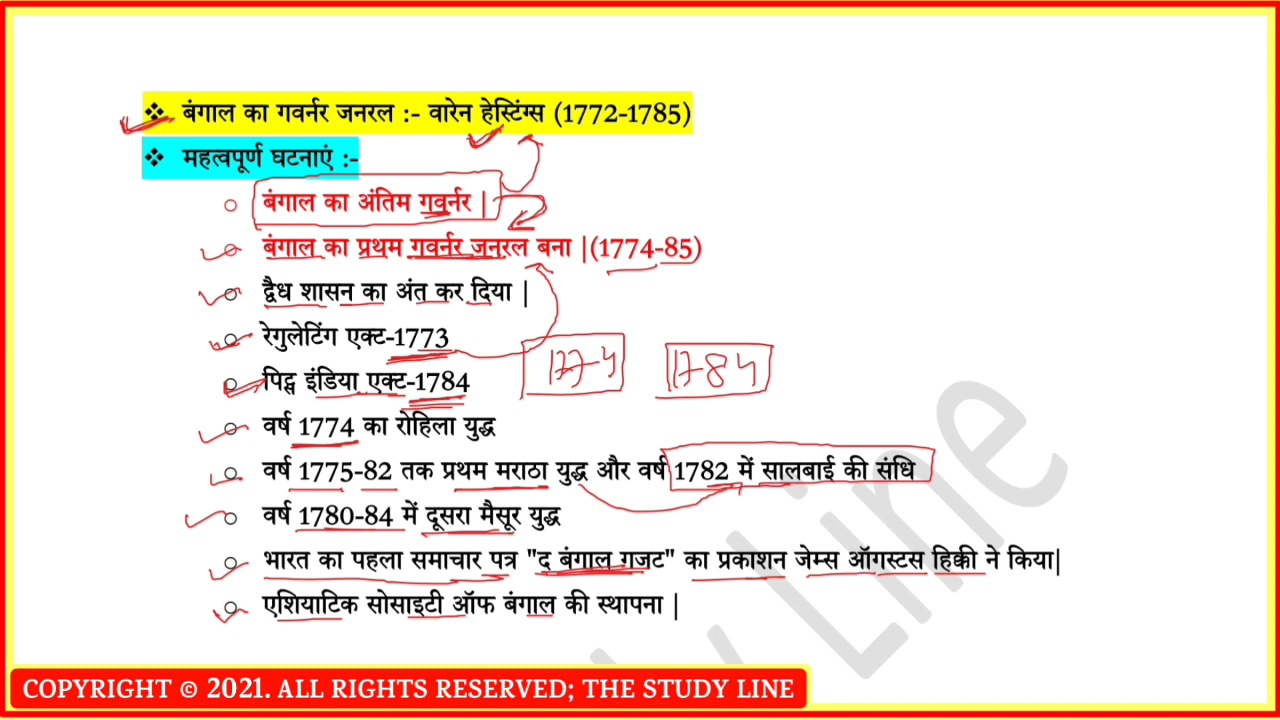 ❖ बंगाल का गवर्नर जनरल :- वारेन हेस्टिंग्स (1772-1785)
❖ महत्वपूर्ण घटनाएं :-
○ बंगाल का अंतिम गवर्नर |
○ बंगाल का प्रथम गवर्नर जनरल बना |(1774-85)
○ द्वैध शासन का अंत कर दिया |
○ रेगुलेटिंग एक्ट-1773
1774 1784
○ पिट्स इंडिया एक्ट-1784
○ वर्ष 1774 का रोहिला युद्ध
○ वर्ष 1775-82 तक प्रथम मराठा युद्ध और वर्ष 1782 में सालबाई की संधि
○ वर्ष 1780-84 में दूसरा मैसूर युद्ध
○ भारत का पहला समाचार पत्र "द बंगाल गजट" का प्रकाशन जेम्स ऑगस्टस हिक्की ने किया|
○ एशियाटिक सोसाइटी ऑफ बंगाल की स्थापना |
y Line
COPYRIGHT © 2021. ALL RIGHTS RESERVED; THE STUDY LINE